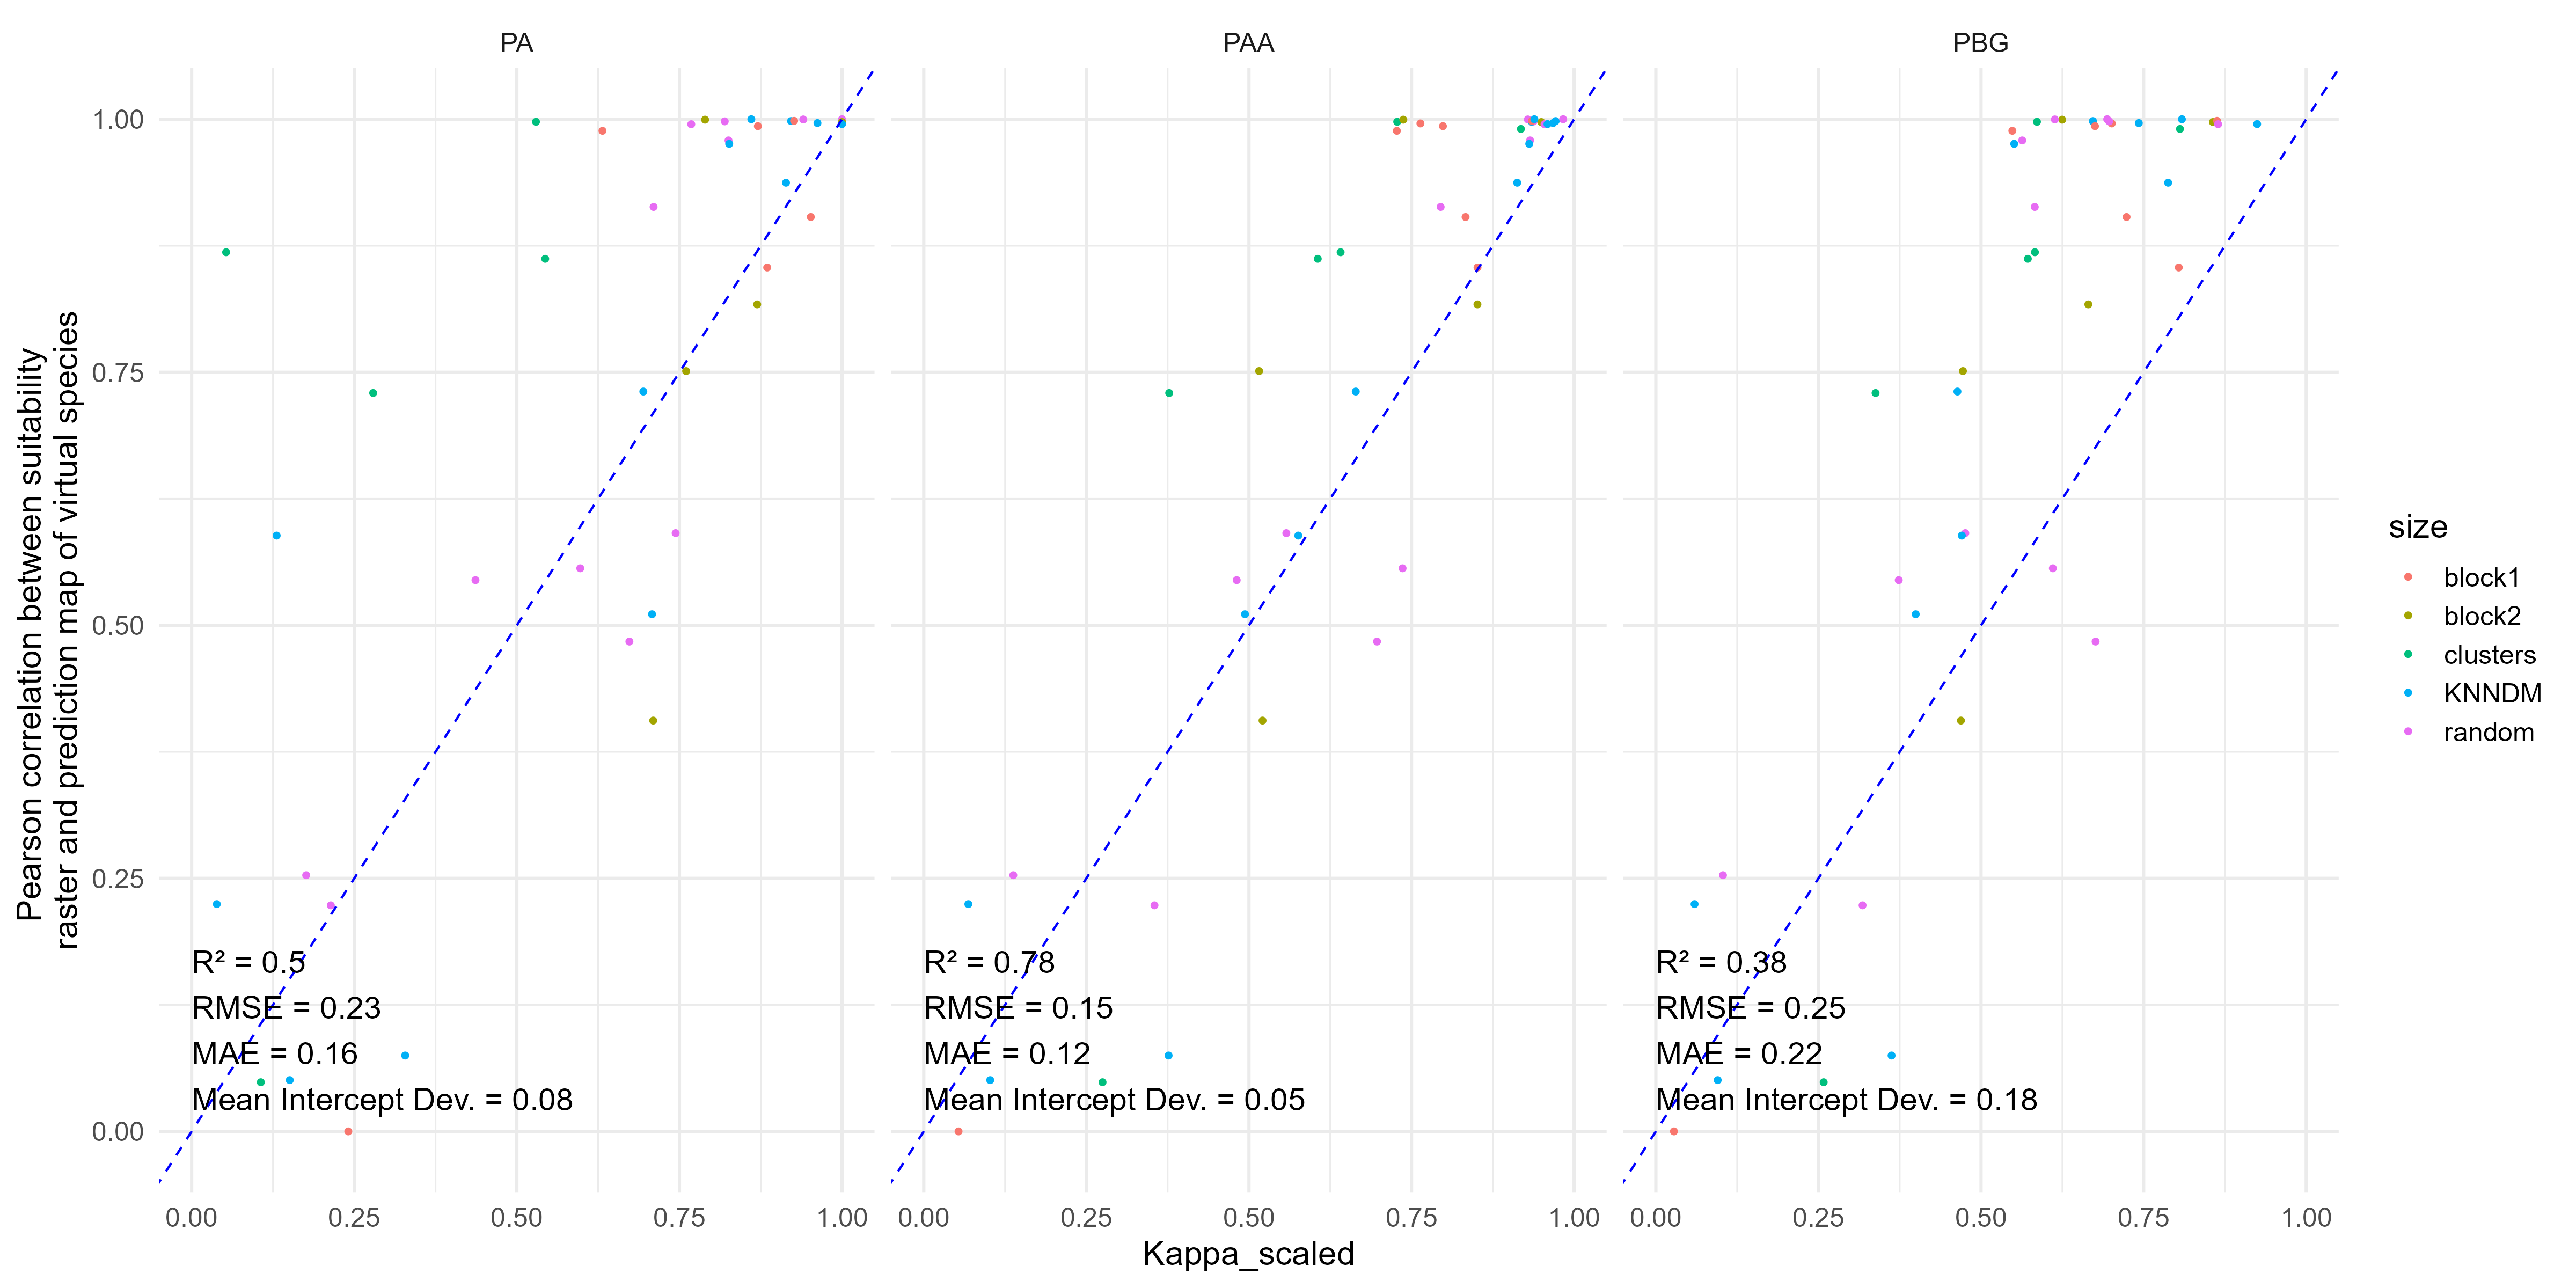 PA
PAA
PBG
Pearson correlation between suitability
raster and prediction map of virtual species
1.00
0.75
0.50
0.25
0.00
R² = 0.5
RMSE = 0.23
MAE = 0.16
Mean Intercept Dev. = 0.08
R² = 0.78
RMSE = 0.15
MAE = 0.12
Mean Intercept Dev. = 0.05
R² = 0.38
RMSE = 0.25
MAE = 0.22
Mean Intercept Dev. = 0.18
0.00 0.25 0.50 0.75 1.00
0.00 0.25 0.50 0.75 1.00
0.00 0.25 0.50 0.75 1.00
Kappa_scaled
size
block1
block2
clusters
KNNDM
random